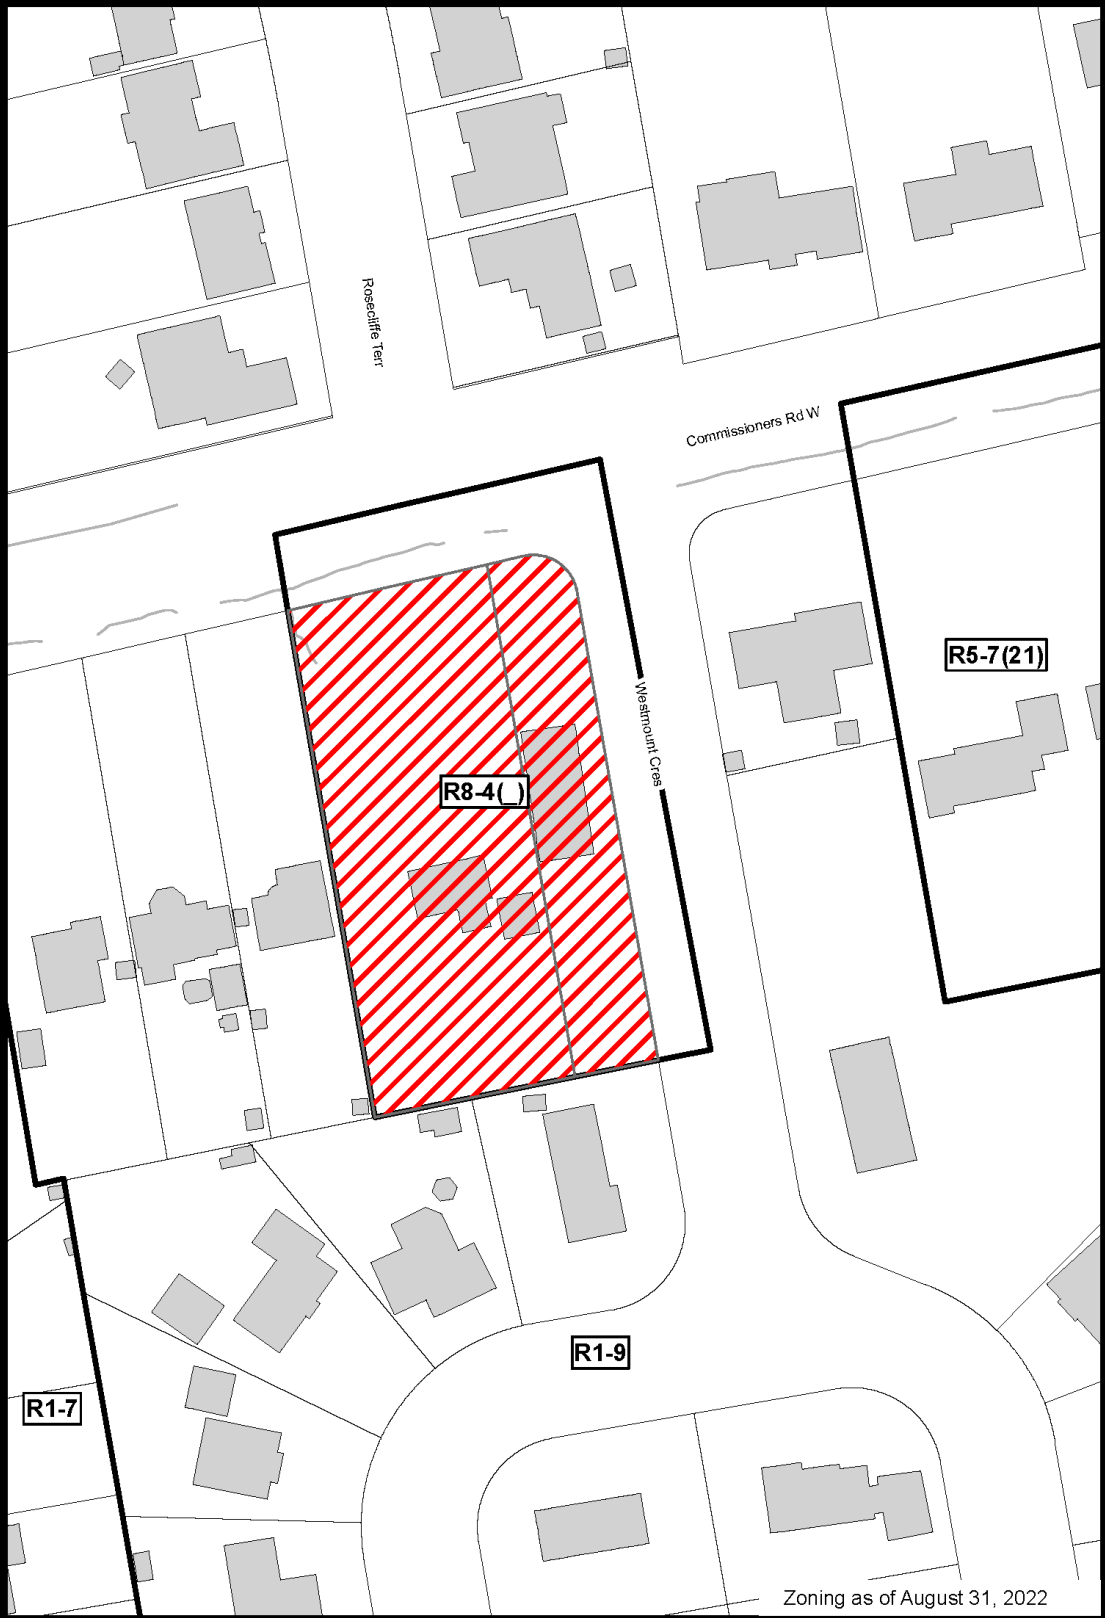 Rosecliffe Terr
Commissioners Rd W
R5-7(21)
Westmount Cres
R8-4(_)
R1-9
R1-7
Zoning as of August 31, 2022